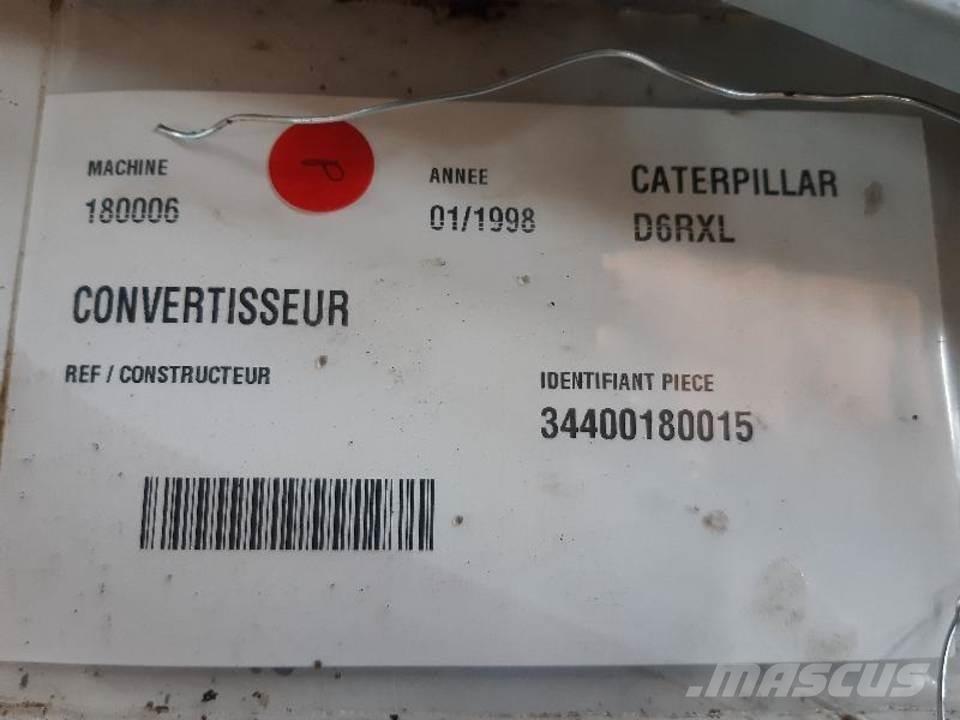 MACHINE
180006
ANNEE
01/1998
CATERPILLAR
D6RXL
CONVERTISSEUR
REF / CONSTRUCTEUR
IDENTIFIANT PIECE
34400180015
MASCUS